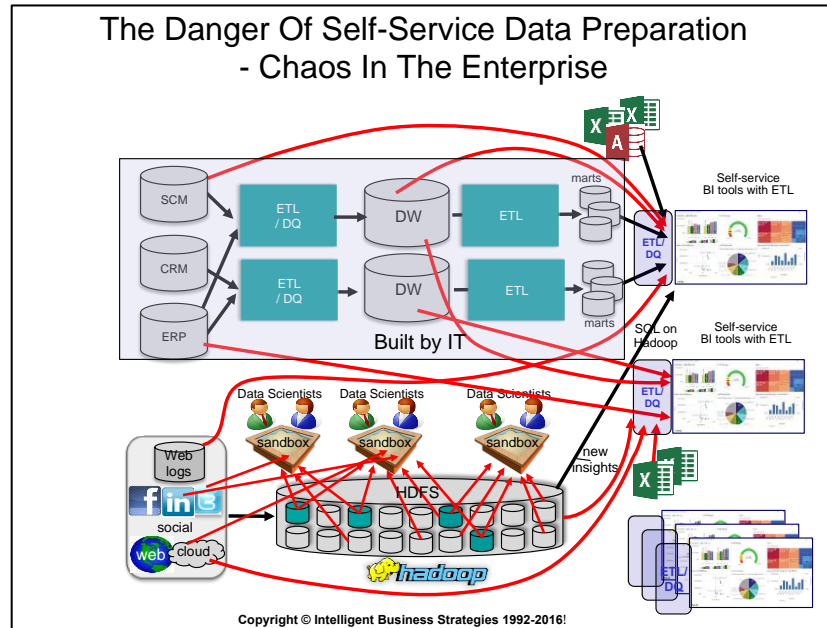 The Danger Of Self-Service Data Preparation
- Chaos In The Enterprise
X
X
A
SCM
CRM
ERP
ETL
/ DQ
ETL
/ DQ
DW
DW
ETL
ETL
marts
marts
Built by IT
ETL/
DQ
Self-service
BI tools with ETL
SQL on
Hadoop
Self-service
BI tools with ETL
ETL/
DQ
Data Scientists
Data Scientists
Data Scientists
sandbox
sandbox
sandbox
new
insights
X
X
Web
logs
f
in
t
social
web
cloud
HDFS
hadoop
ETL/
DQ
Copyright © Intelligent Business Strategies 1992-2016!